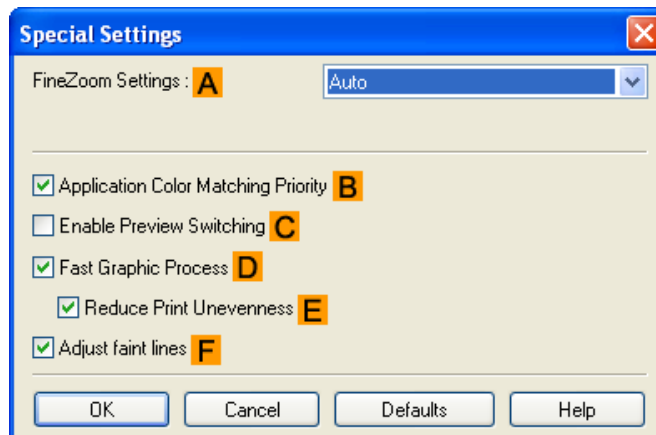 Special Settings
FineZoom Settings : A Auto
Application Color Matching Priority B
Enable Preview Switching C
Fast Graphic Process D
Reduce Print Unevenness E
Adjust faint lines F
OK Cancel Defaults Help